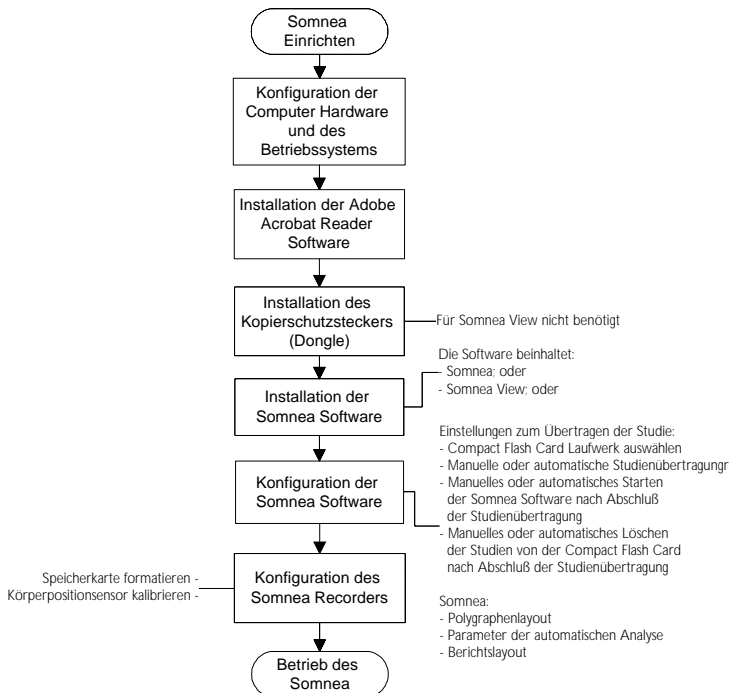 Somnea
Einrichten
Konfiguration der
Computer Hardware
und des
Betriebssystems
Installation der Adobe
Acrobat Reader
Software
Installation des
Kopierschutzsteckers
(Dongle)
Für Somnea View nicht benötigt
Installation der
Somnea Software
Die Software beinhaltet:
- Somnea; oder
- Somnea View; oder
Konfiguration der
Somnea Software
Einstellungen zum Übertragen der Studie:
- Compact Flash Card Laufwerk auswählen
- Manuelle oder automatische Studienübertragungr
- Manuelles oder automatisches Starten
der Somnea Software nach Abschluß
der Studienübertragung
- Manuelles oder automatisches Löschen
der Studien von der Compact Flash Card
nach Abschluß der Studienübertragung
Somnea:
- Polygraphenlayout
- Parameter der automatischen Analyse
- Berichtslayout
Speicherkarte formatieren -
Körperpositionsensor kalibrieren -
Konfiguration des
Somnea Recorders
Betrieb des
Somnea